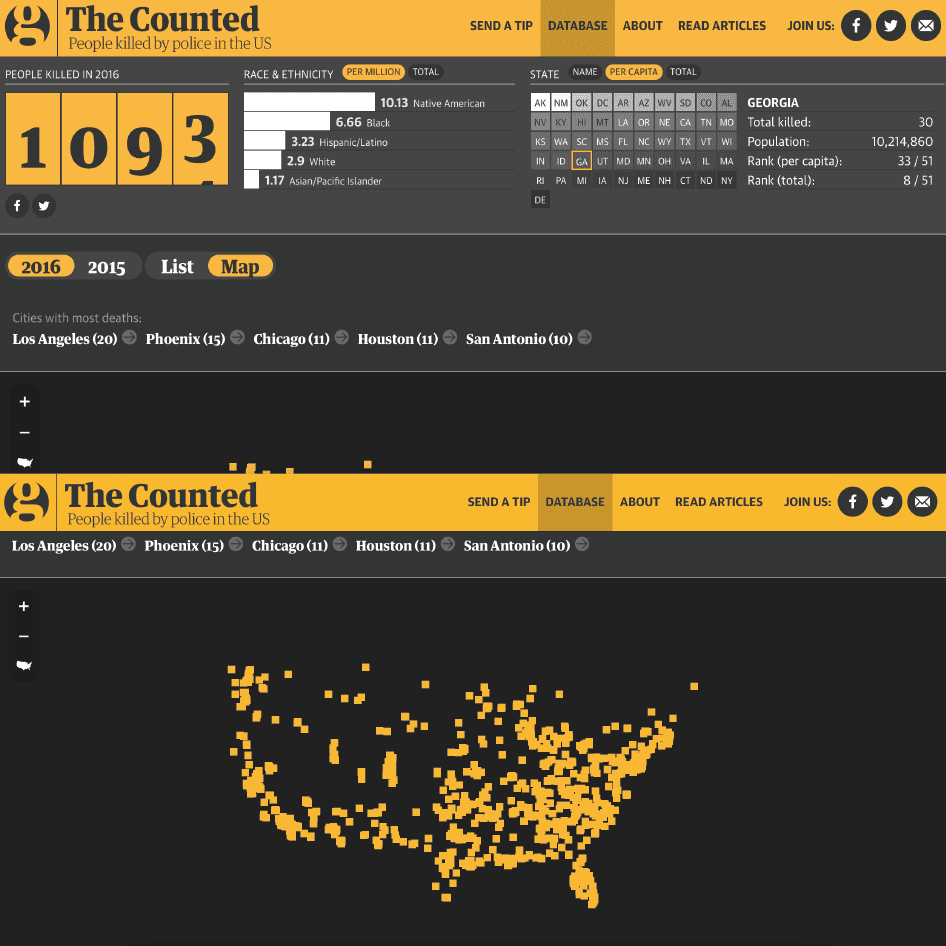 The Counted
People killed by police in the US
SEND A TIP DATABASE ABOUT READ ARTICLES JOIN US:
PEOPLE KILLED IN 2016
1 0 9 3
RACE & ETHNICITY PER MILLION TOTAL
10.13 Native American
6.66 Black
3.23 Hispanic/Latino
2.9 White
1.17 Asian/Pacific Islander
STATE NAME PER CAPITA TOTAL
AK NM OK DC AR AZ WV SD CO AL
NV KY HI MT LA OR NE CA TN MO
KS WA SC MS FL NC WY TX VT WI
IN ID GA UT MD MN OH VA IL MA
RI PA MI IA NJ ME NH CT ND NY
DE
GEORGIA
Total killed: 30
Population: 10,214,860
Rank (per capita): 33 / 51
Rank (total): 8 / 51
2016 2015 List Map
Cities with most deaths:
Los Angeles (20) Phoenix (15) Chicago (11) Houston (11) San Antonio (10)
+
−
The Counted
People killed by police in the US
SEND A TIP DATABASE ABOUT READ ARTICLES JOIN US:
Los Angeles (20) Phoenix (15) Chicago (11) Houston (11) San Antonio (10)
+
−